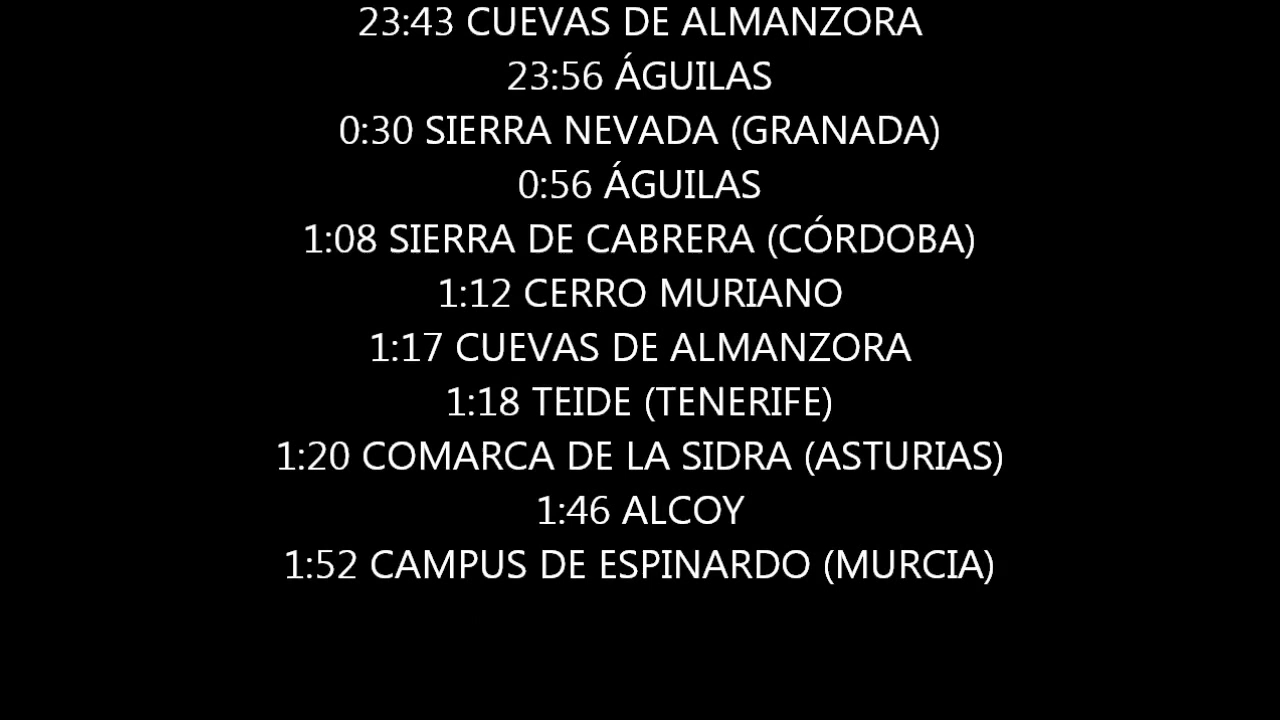 23:43 CUEVAS DE ALMANZORA
23:56 ÁGUILAS
0:30 SIERRA NEVADA (GRANADA)
0:56 ÁGUILAS
1:08 SIERRA DE CABRERA (CÓRDOBA)
1:12 CERRO MURIANO
1:17 CUEVAS DE ALMANZORA
1:18 TEIDE (TENERIFE)
1:20 COMARCA DE LA SIDRA (ASTURIAS)
1:46 ALCOY
1:52 CAMPUS DE ESPINARDO (MURCIA)